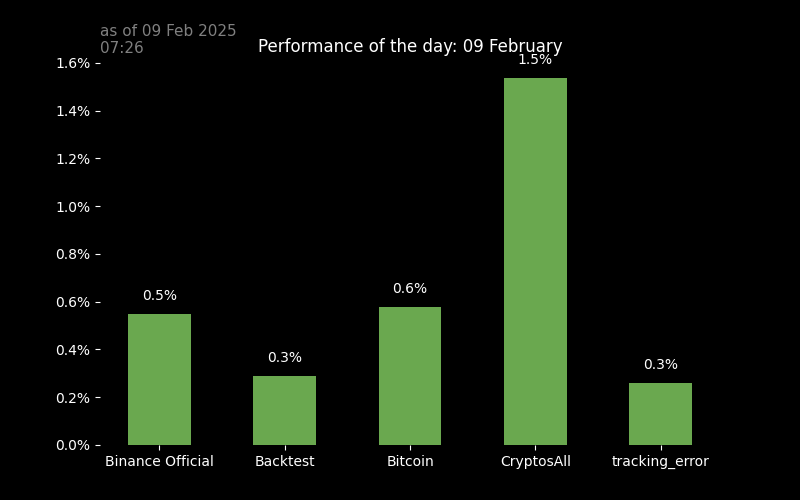 as of 09 Feb 2025
07:26
Performance of the day: 09 February
1.6%
1.4%
1.2%
1.0%
0.8%
0.6%
0.4%
0.2%
0.0%
0.5%
0.3%
0.6%
1.5%
0.3%
Binance Official
Backtest
Bitcoin
CryptosAll
tracking_error